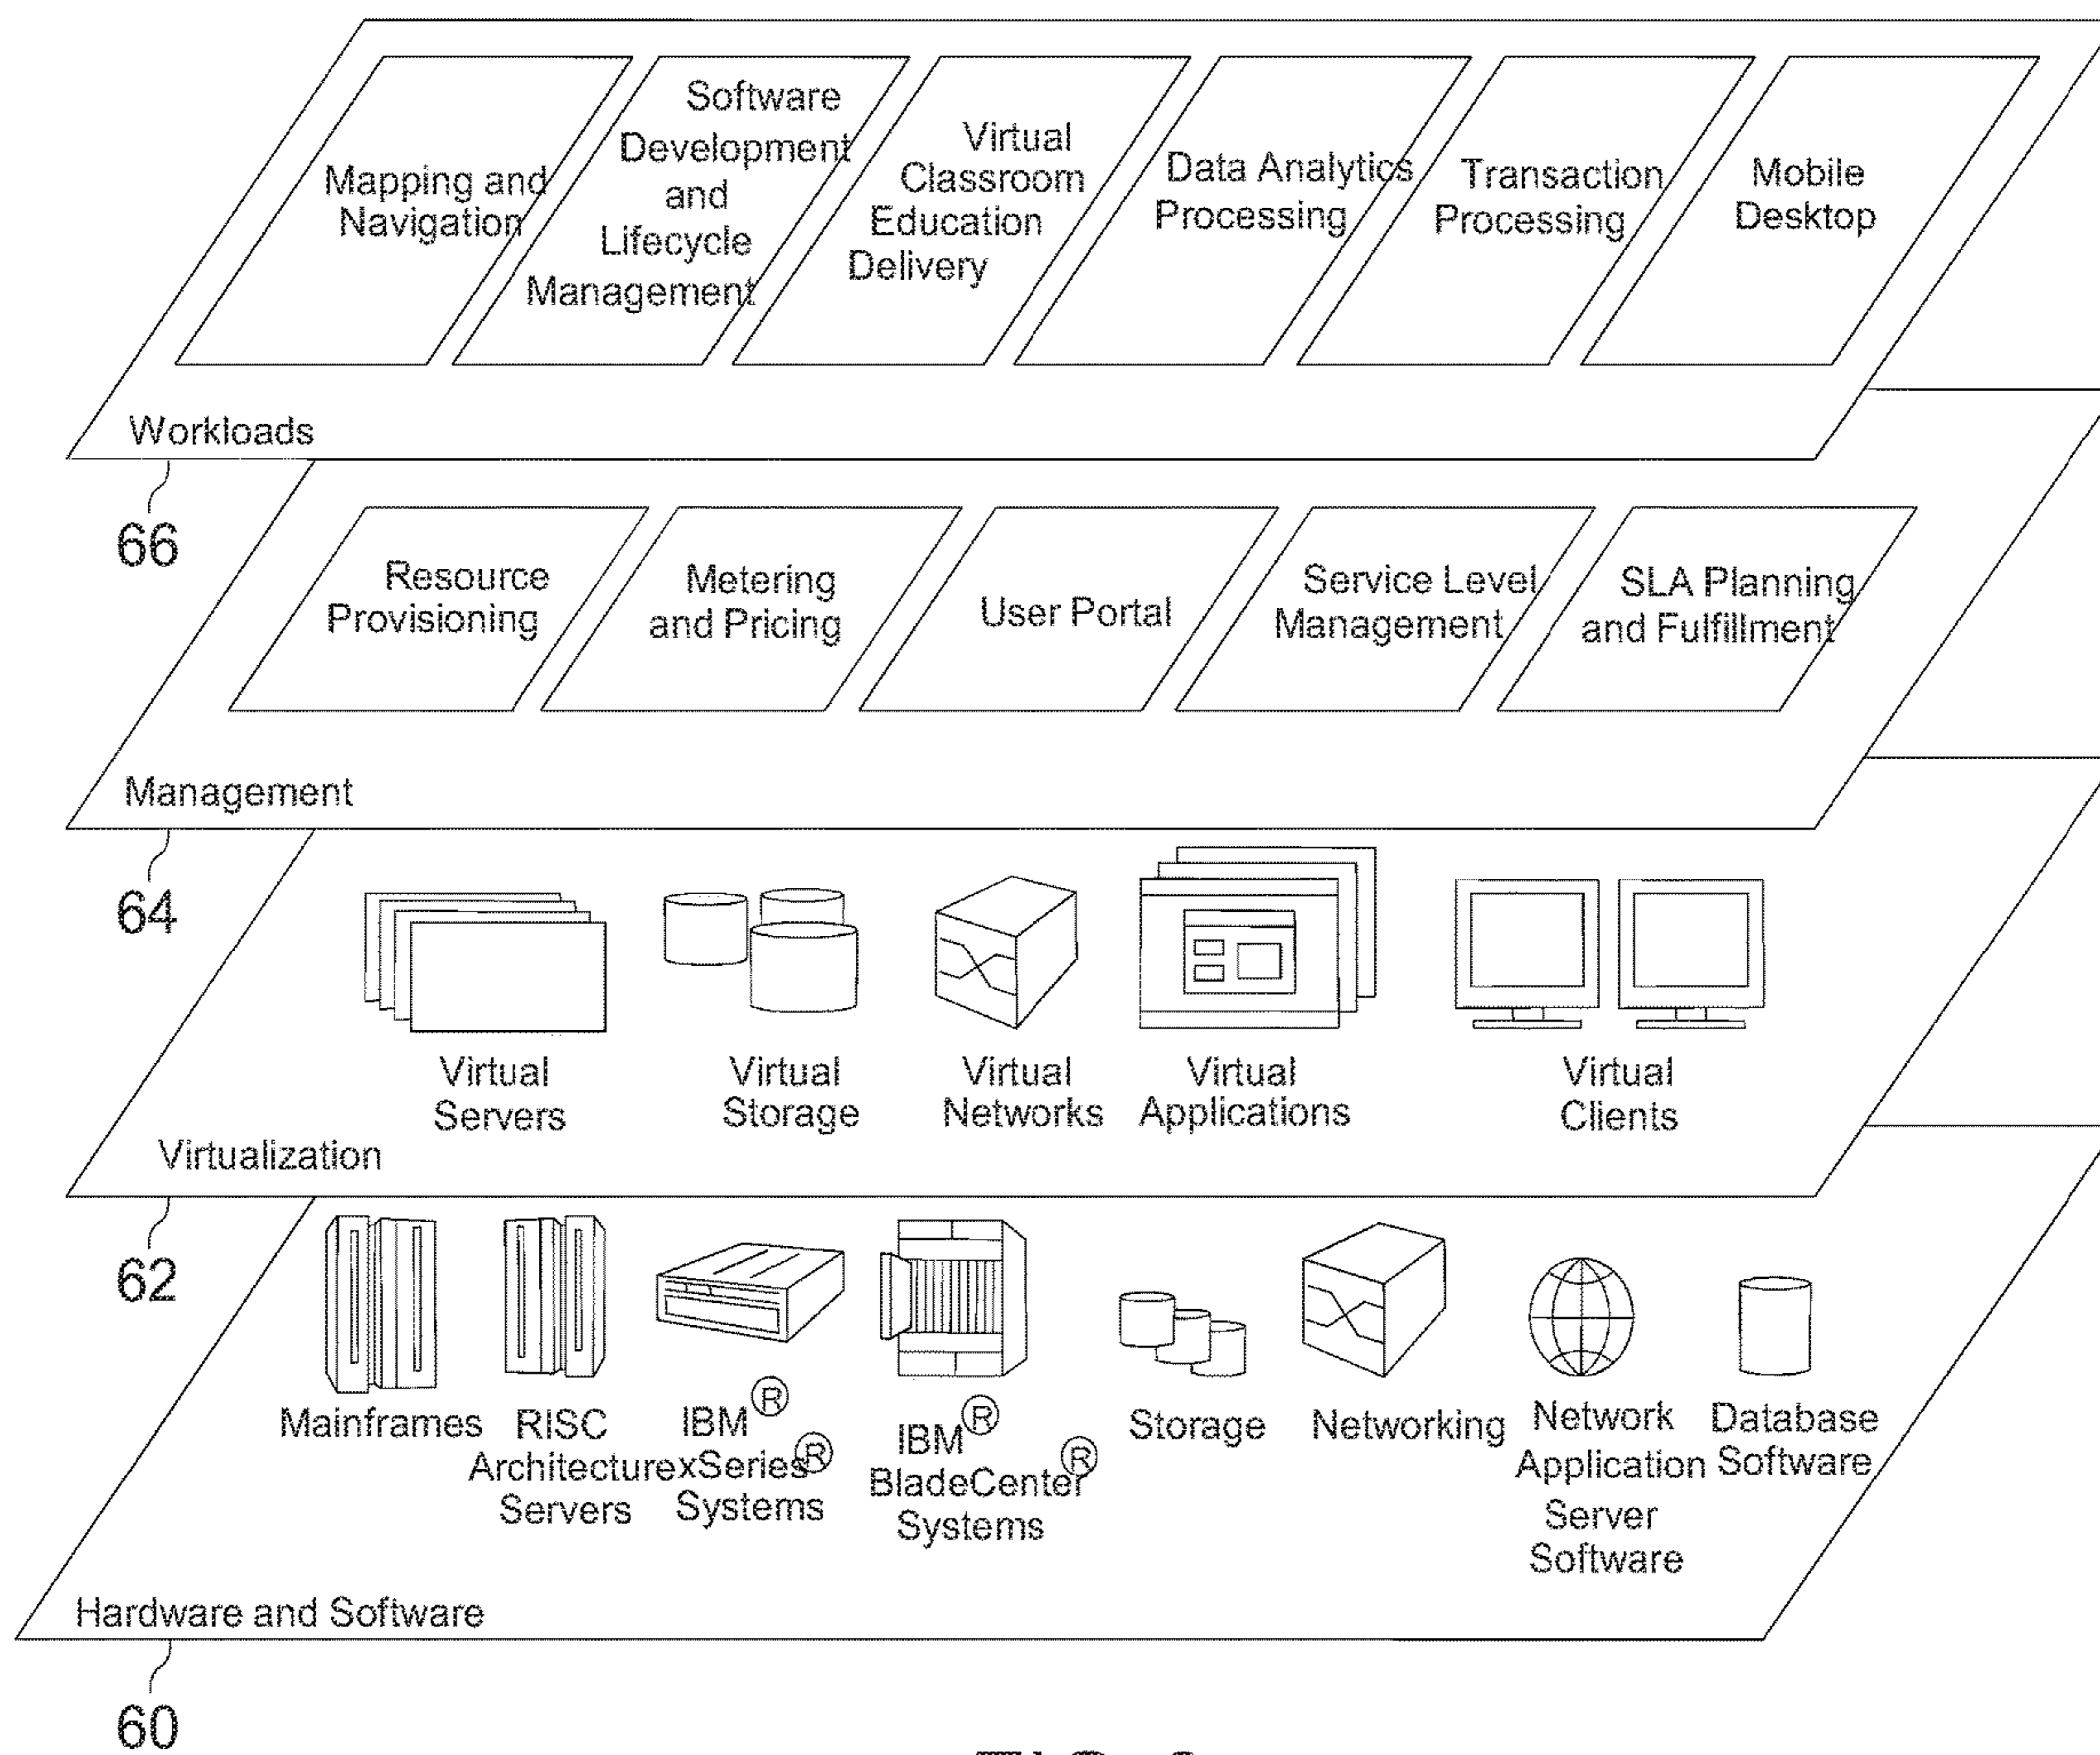 Mapping and
Navigation
Software
Development
and
Lifecycle
Management
Virtual
Classroom
Education
Delivery
Data Analytics
Processing
Transaction
Processing
Mobile
Desktop
Workloads
66
Resource
Provisioning
Metering
and Pricing
User Portal
Service Level
Management
SLA Planning
and Fulfillment
Management
64
Virtual
Servers
Virtual
Storage
Virtual
Networks
Virtual
Applications
Virtual
Clients
Virtualization
62
Mainframes
RISC
Architecture
Servers
IBM®
xSeries®
Systems
IBM®
BladeCenter®
Systems
Storage
Networking
Network
Application
Server
Software
Database
Software
Hardware and Software
60